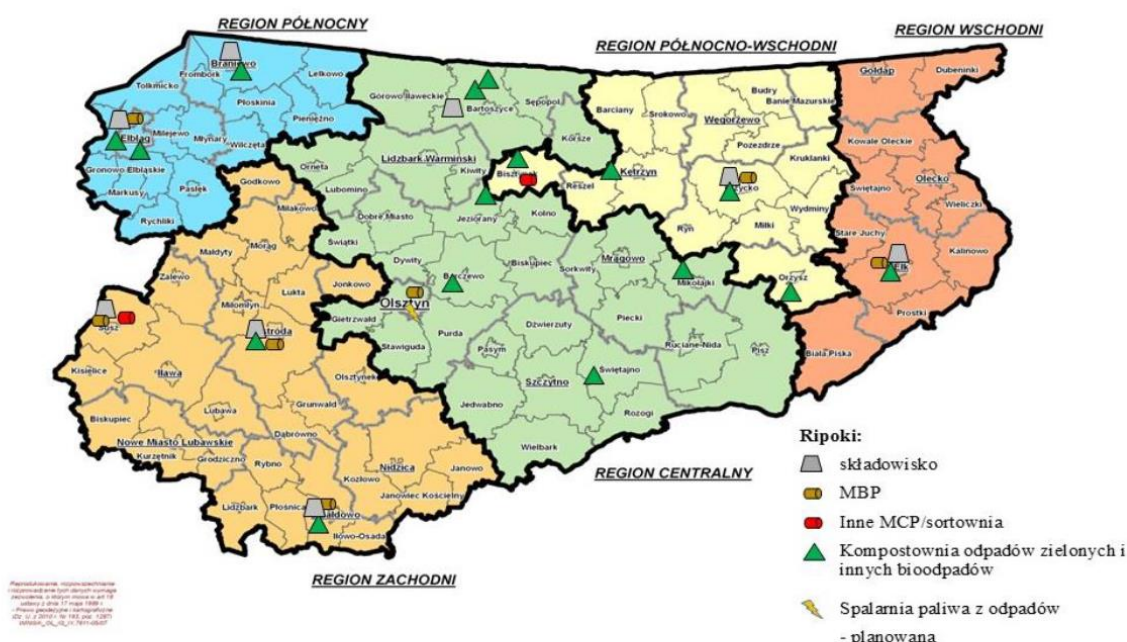 REGION PÓŁNOCNY
REGION WSCHODNI
REGION PÓŁNOCNO-WSCHODNI
Braniewo
Frombork
Lelkowo
Tolkmicko
Płoskinia
Pieniężno
Milejewo
Elbląg
Młynary
Wilczęta
Gronowo Elbląskie
Markusy
Pasłęk
Rychliki
Górowo Iławeckie
Bartoszyce
Sępopol
Korsze
Lidzbark Warmiński
Orneta
Kiwity
Lubomino
Dobre Miasto
Jeziorany
Kolno
Świątki
Dywity
Barczewo
Biskupiec
Sorkwity
Mrągowo
Mikołajki
Olsztyn
Gietrzwałd
Stawiguda
Purda
Dźwierzuty
Piecki
Pasym
Ruciane-Nida
Pisz
Szczytno
Świętajno
Jedwabno
Rozogi
Wielbark
Barciany
Srokowo
Węgorzewo
Budry
Banie Mazurskie
Pozezdrze
Kruklanki
Kętrzyn
Reszel
Ryn
Miłki
Wydminy
Orzysz
Gołdap
Dubeninki
Kowale Oleckie
Olecko
Świętajno
Wieliczki
Stare Juchy
Kalinowo
Ełk
Prostki
Biała Piska
Godkowo
Miłakowo
Małdyty
Morąg
Zalewo
Łukta
Jonkowo
Miłomłyn
Susz
Kisielice
Iława
Olsztynek
Grunwald
Biskupiec
Lubawa
Dąbrówno
Nowe Miasto Lubawskie
Kurzętnik
Grodziczno
Rybno
Nidzica
Kozłowo
Janowo
Janowiec Kościelny
Lidzbark
Płośnica
Iłowo-Osada
REGION CENTRALNY
REGION ZACHODNI
Ripoki:
składowisko
MBP
Inne MCP/sortownia
Kompostownia odpadów zielonych i
innych bioodpadów
Spalarnia paliwa z odpadów
- planowana